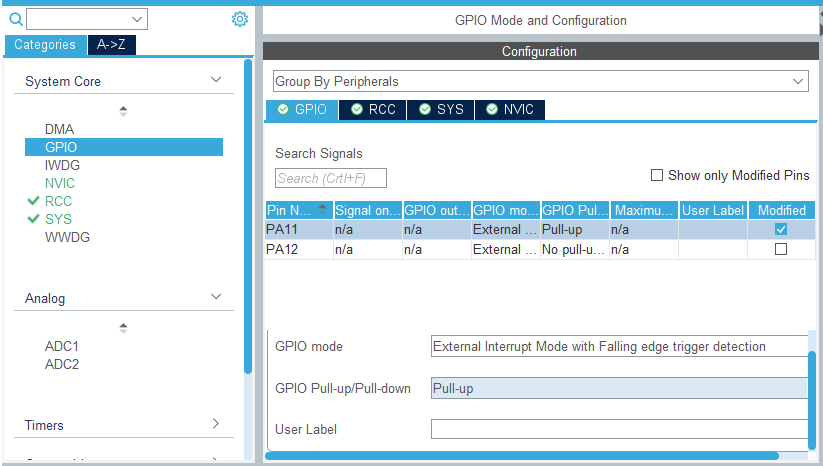 GPIO Mode and Configuration
Categories A->Z
Configuration
System Core
Group By Peripherals
GPIO RCC SYS NVIC
DMA
GPIO
IWDG
NVIC
RCC
SYS
WWDG
Search Signals
Search (CrtI+F)
Show only Modified Pins
Pin N... Signal on... GPIO out... GPIO mo... GPIO Pul... Maximu... User Label Modified
PA11 n/a n/a External ... Pull-up n/a
PA12 n/a n/a External ... No pull-u... n/a
Analog
ADC1
ADC2
Timers
GPIO mode External Interrupt Mode with Falling edge trigger detection
GPIO Pull-up/Pull-down Pull-up
User Label